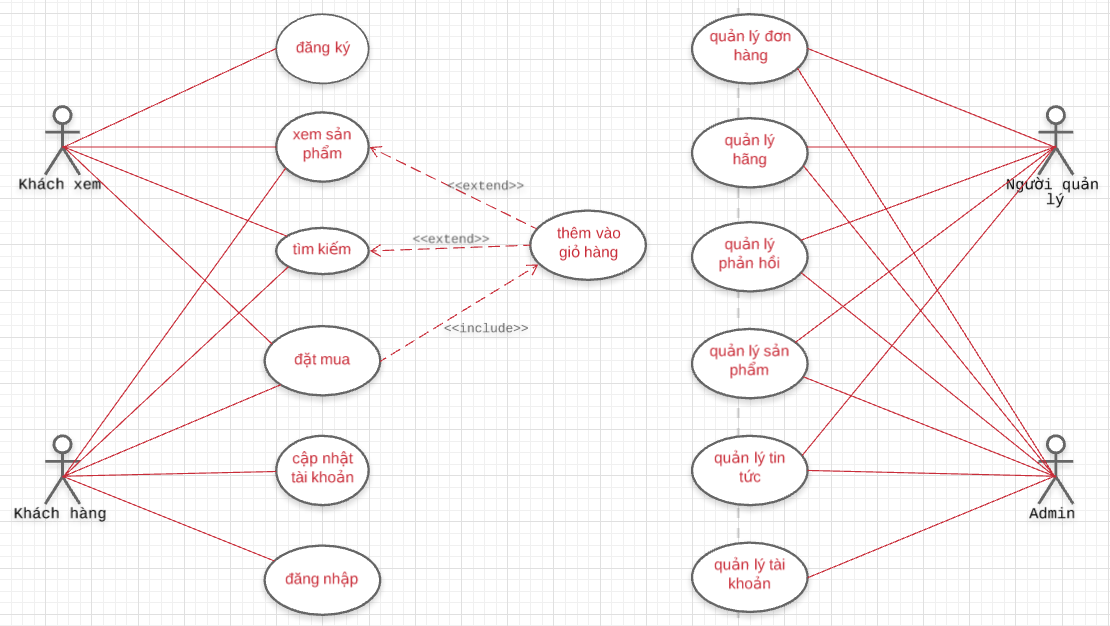 đăng ký
xem sản
phẩm
Khách xem
<<extend>>
tìm kiếm
<<extend>>
thêm vào
giỏ hàng
<<include>>
đặt mua
cập nhật
tài khoản
Khách hàng
đăng nhập
quản lý đơn
hàng
quản lý
hãng
Người quản
lý
quản lý
phản hồi
quản lý sản
phẩm
quản lý tin
tức
Admin
quản lý tài
khoản